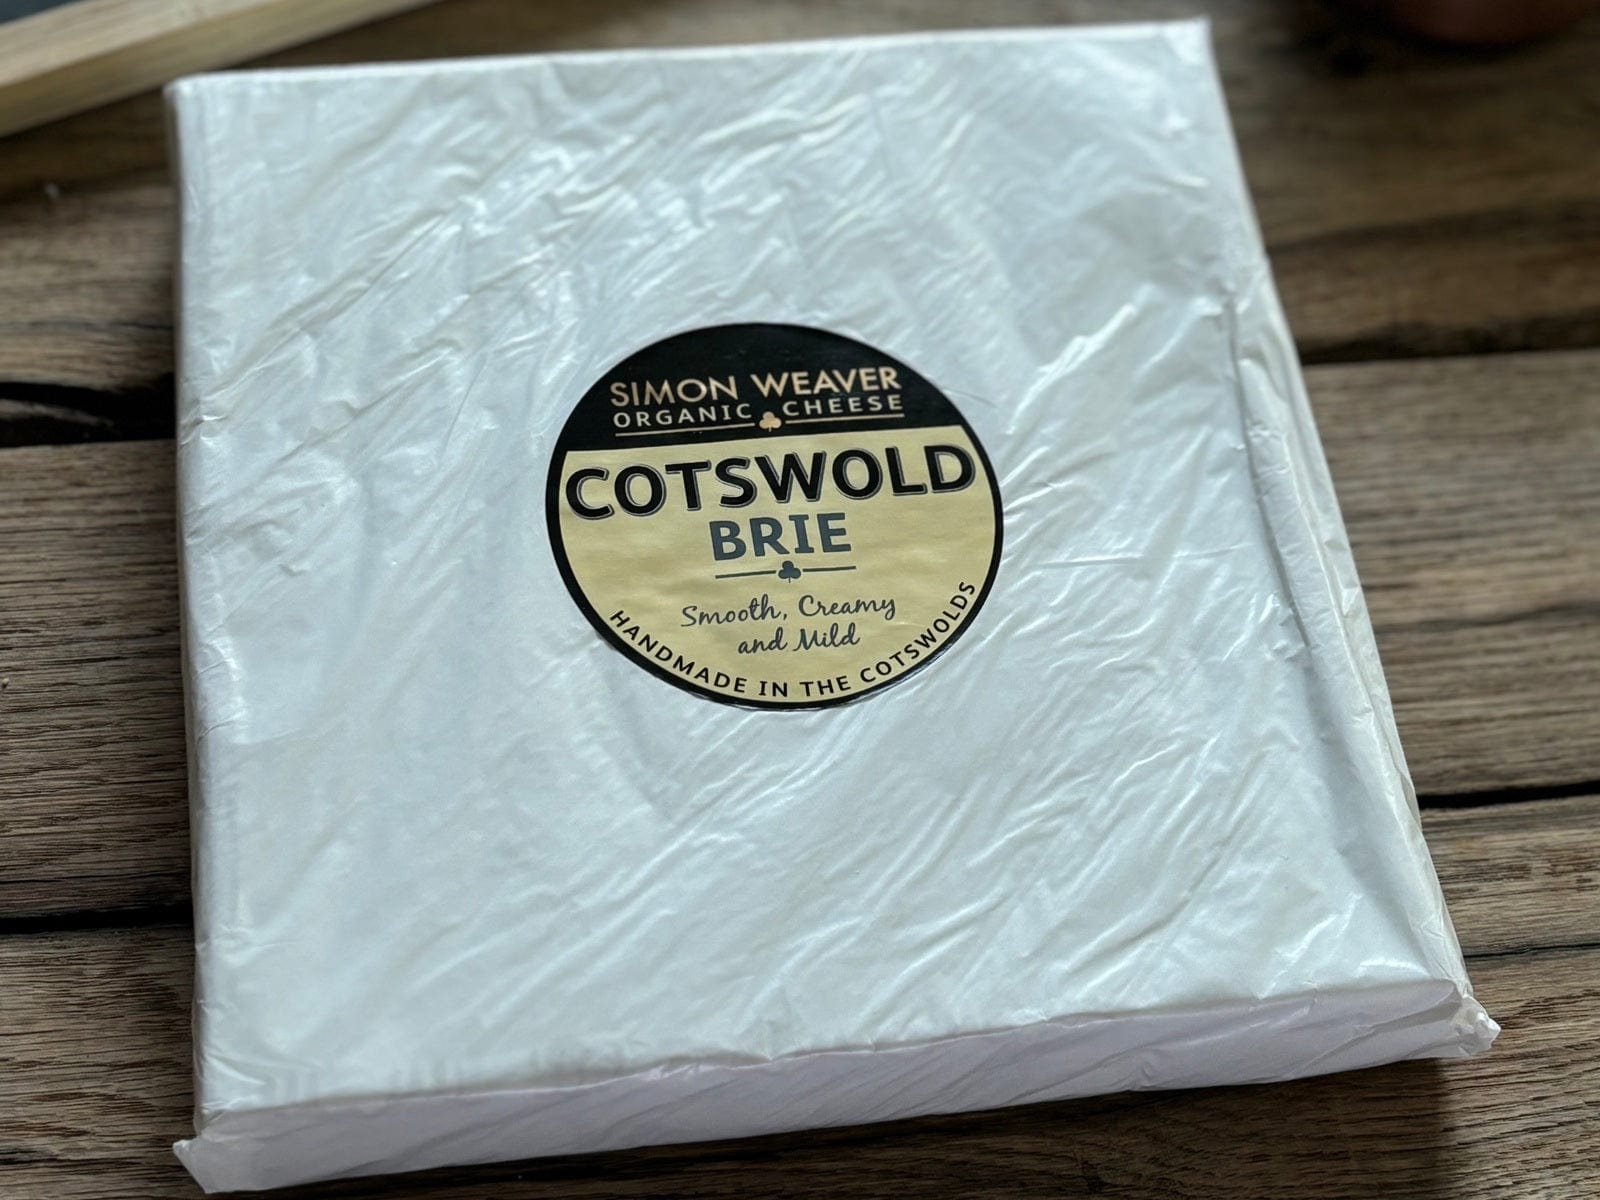 SIMON WEAVER
ORGANIC CHEESE
COTSWOLD
BRIE
Smooth, Creamy
and Mild
HANDMADE IN THE COTSWOLDS